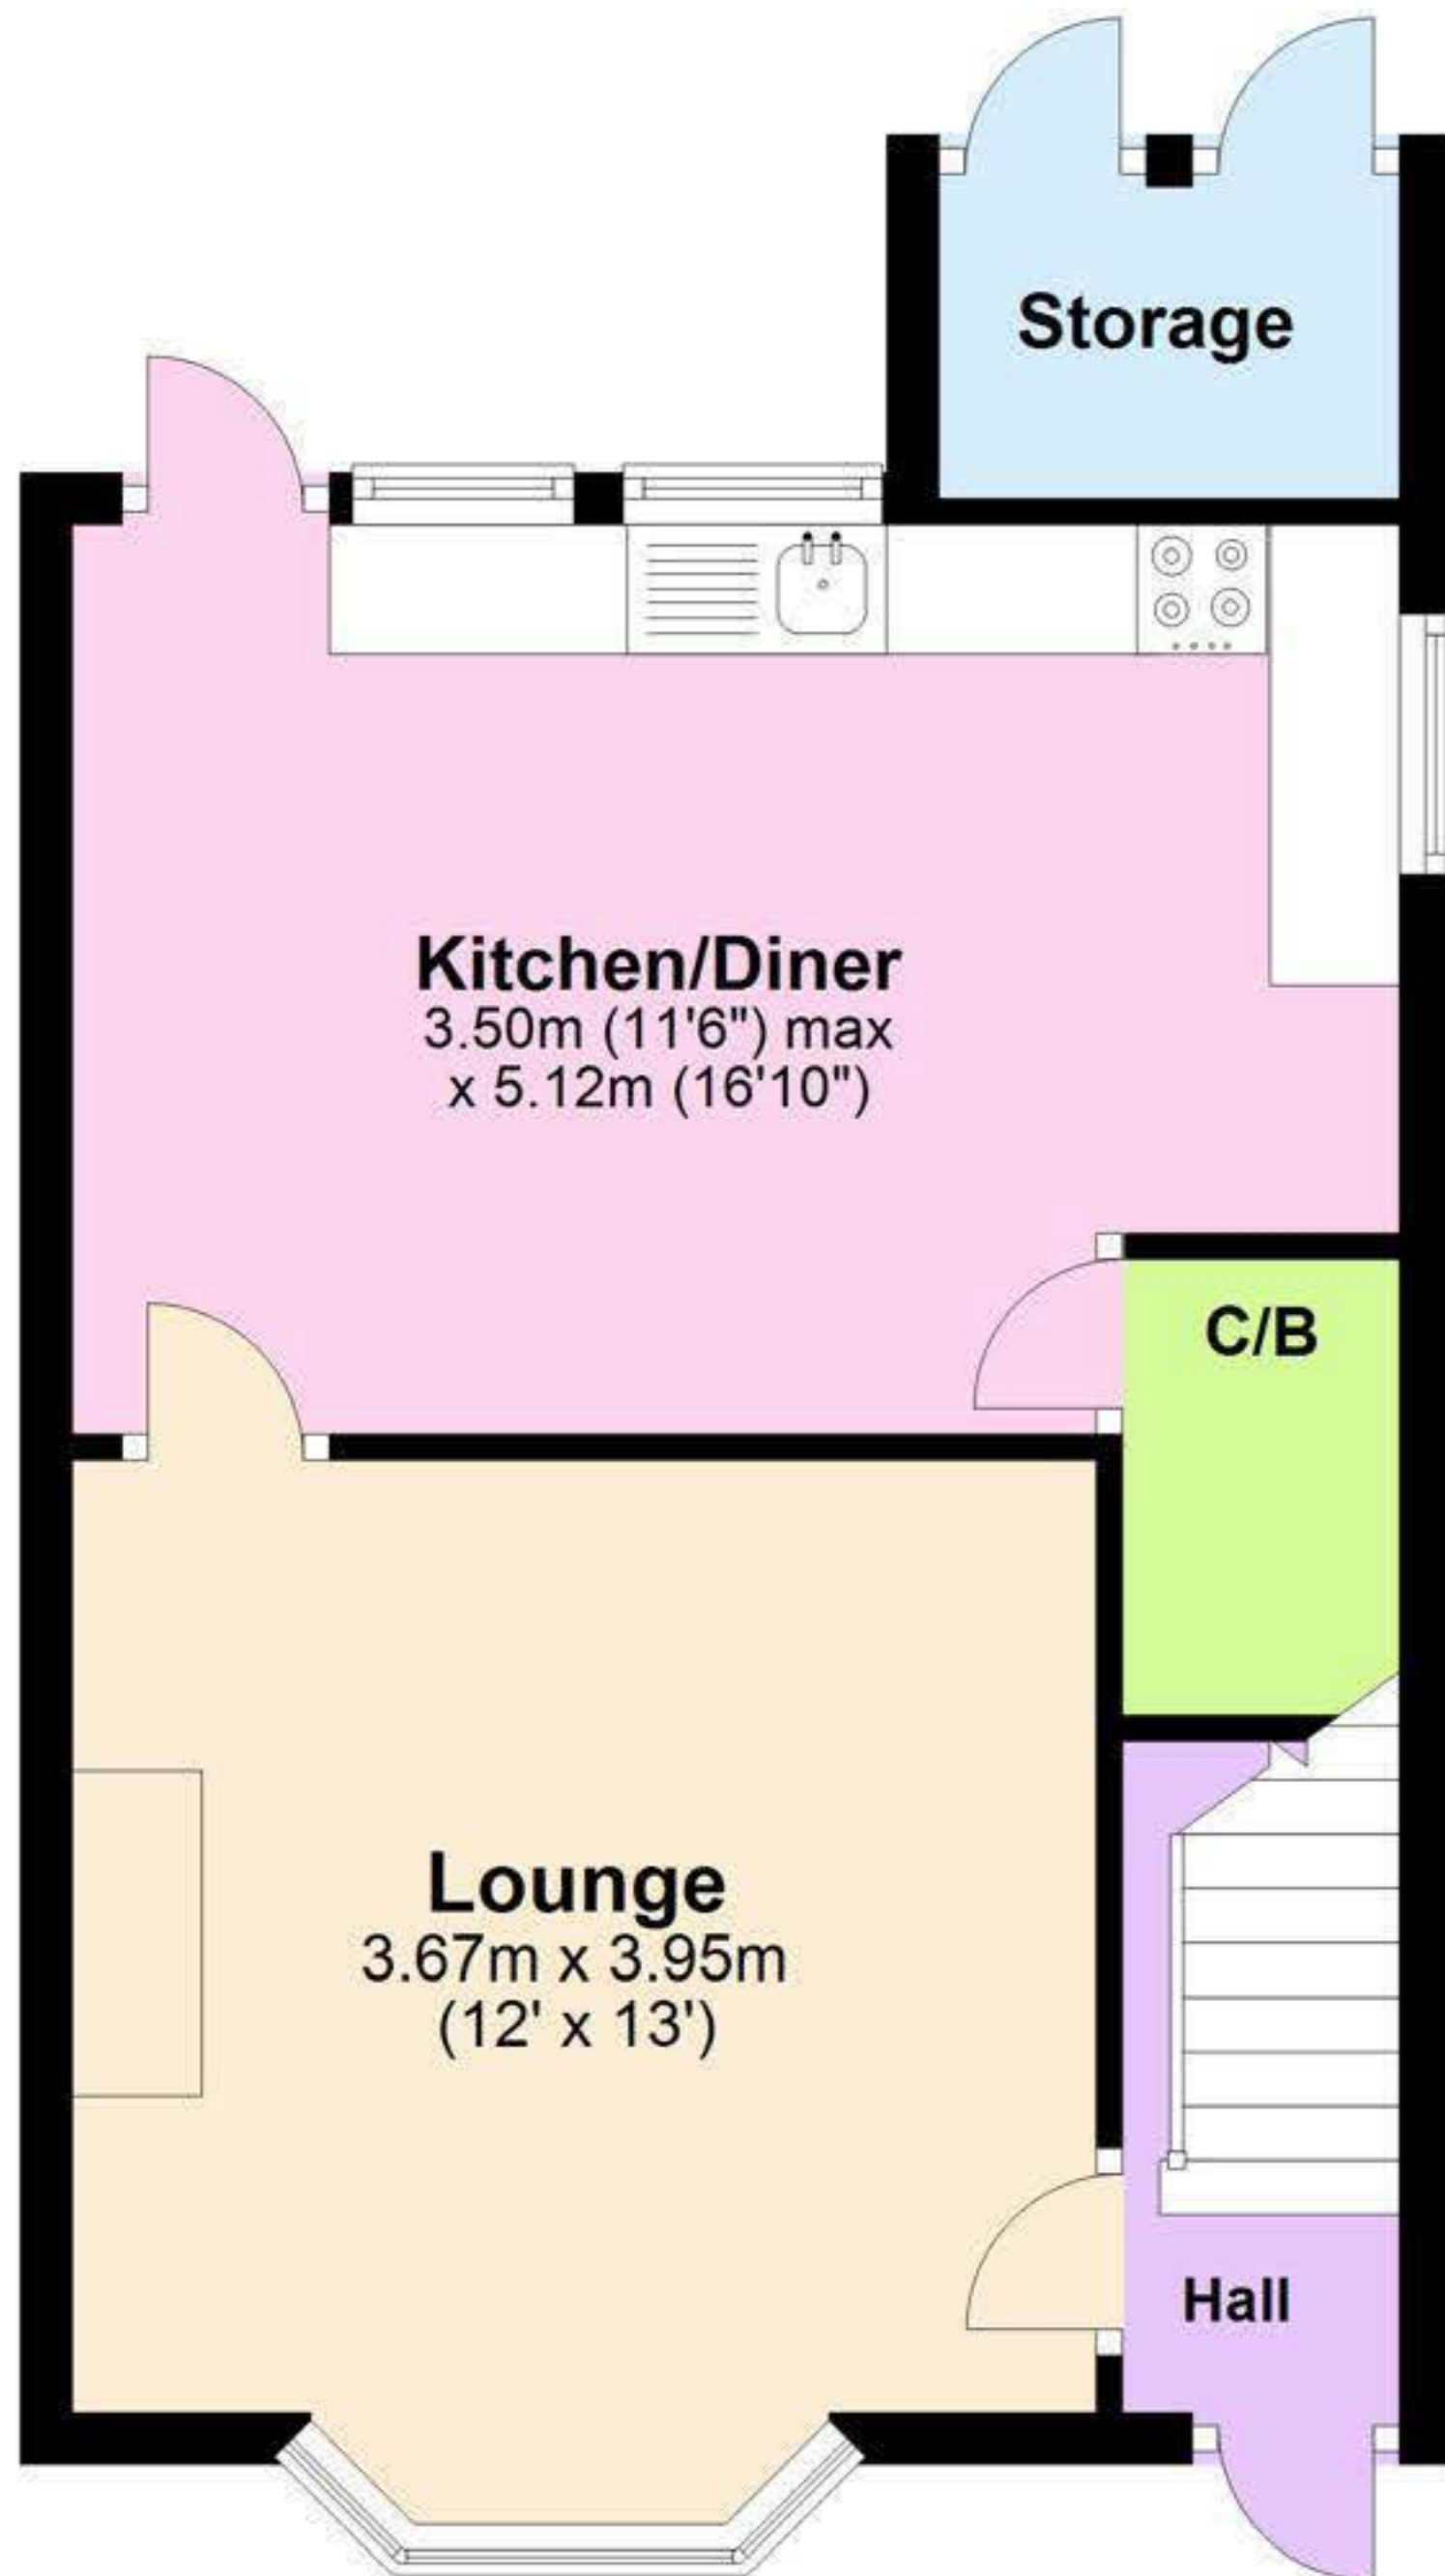 Storage
Kitchen/Diner
3.50m (11'6") max
x 5.12m (16'10")
C/B
Lounge
3.67m x 3.95m
(12' x 13')
Hall